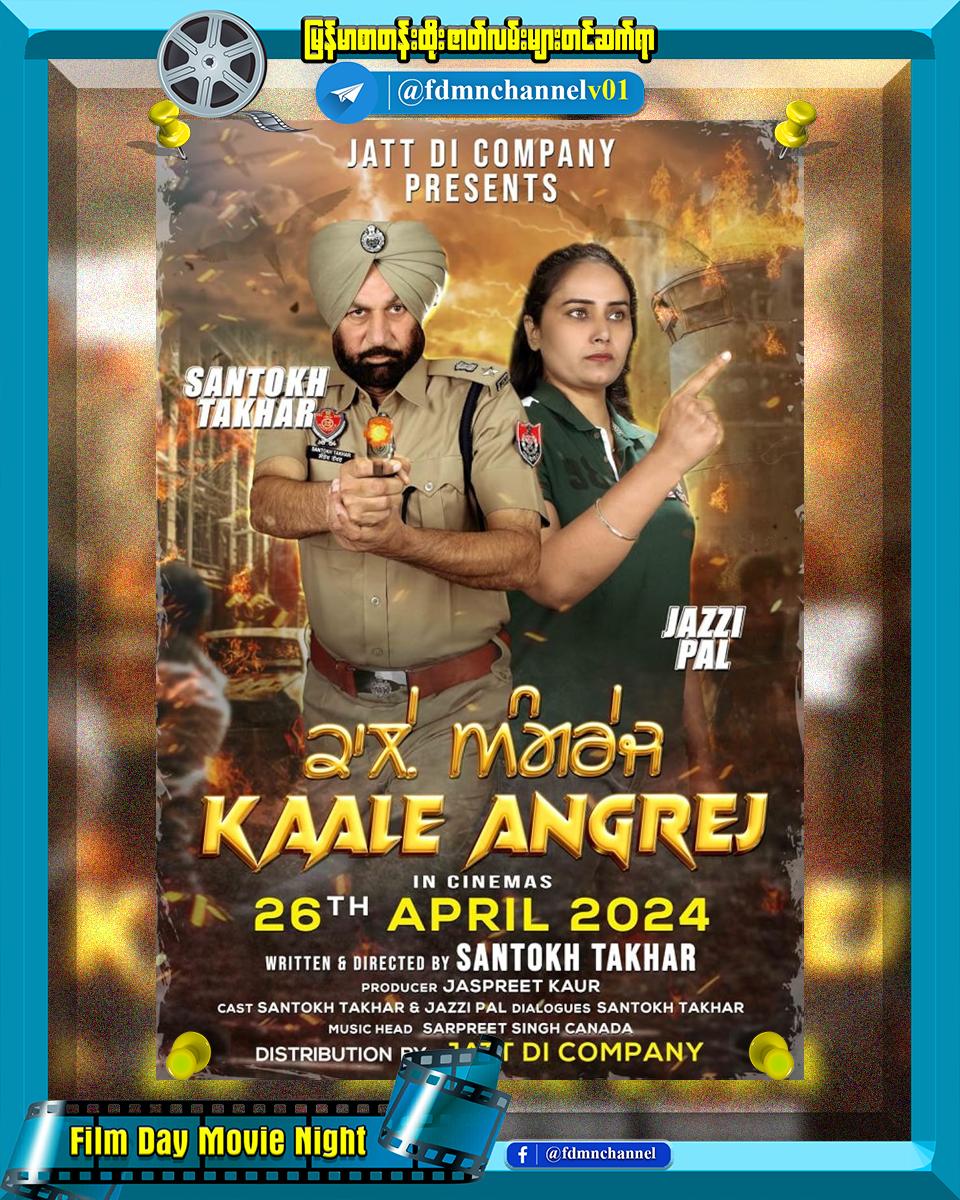 မြန်မာစာတန်းထိုးဇာတ်လမ်းများတင်ဆက်ရာ
@fdmnchannelv01
JATT DI COMPANY
PRESENTS
SANTOKH
TAKHAR
SANTOKH TAKHAR
JAZZI
PAL
ਕਾਲੇ ਅੰਗਰੇਜ
KAALE ANGREJ
IN CINEMAS
26TH APRIL 2024
WRITTEN & DIRECTED BY SANTOKH TAKHAR
PRODUCER JASPREET KAUR
CAST SANTOKH TAKHAR & JAZZI PAL DIALOGUES SANTOKH TAKHAR
MUSIC HEAD SARPREET SINGH CANADA
DISTRIBUTION BY JATT DI COMPANY
Film Day Movie Night
f | @fdmnchannel